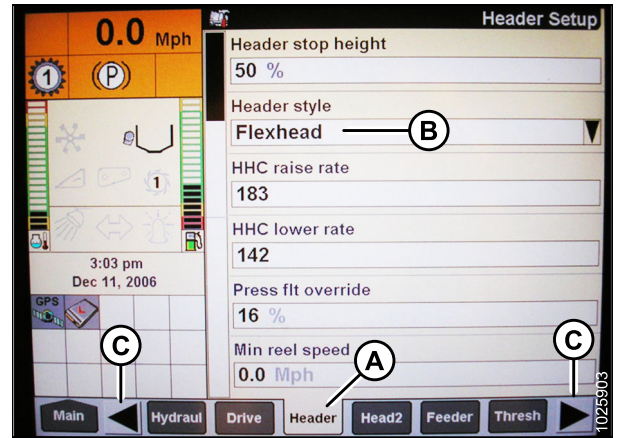 0.0 Mph
Header Setup
1
(P)
Header stop height
50 %
Header style
Flexhead
B
HHC raise rate
183
1
HHC lower rate
142
3:03 pm
Dec 11, 2006
Press flt override
16 %
GPS
Min reel speed
0.0 Mph
C
A
C
Main
Hydraul
Drive
Header
Head2
Feeder
Thresh
1025903